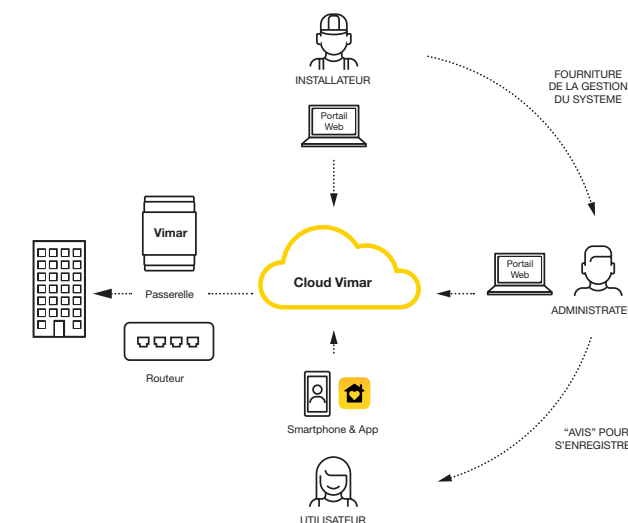 INSTALLATEUR
FOURNITURE
DE LA GESTION
DU SYSTEME
Portail
Web
Vimar
Cloud Vimar
Portail
Web
Passerelle
ADMINISTRATE
Routeur
Smartphone & App
"AVIS" POUR
S'ENREGISTRE
UTILISATEUR